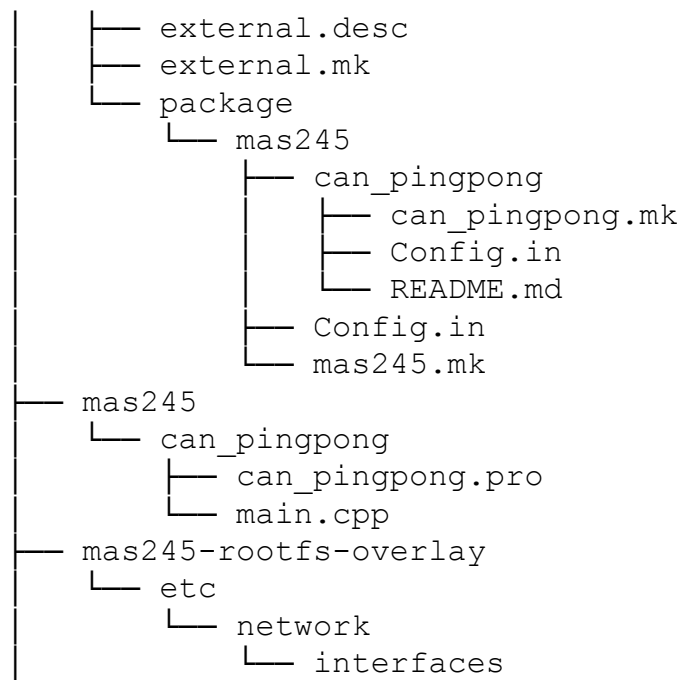 │   ├── external.desc
│   ├── external.mk
│   └── package
│       └── mas245
│           ├── can_pingpong
│           │   ├── can_pingpong.mk
│           │   ├── Config.in
│           │   └── README.md
│           ├── Config.in
│           └── mas245.mk
├── mas245
│   └── can_pingpong
│       ├── can_pingpong.pro
│       └── main.cpp
├── mas245-rootfs-overlay
│   └── etc
│       └── network
│           └── interfaces